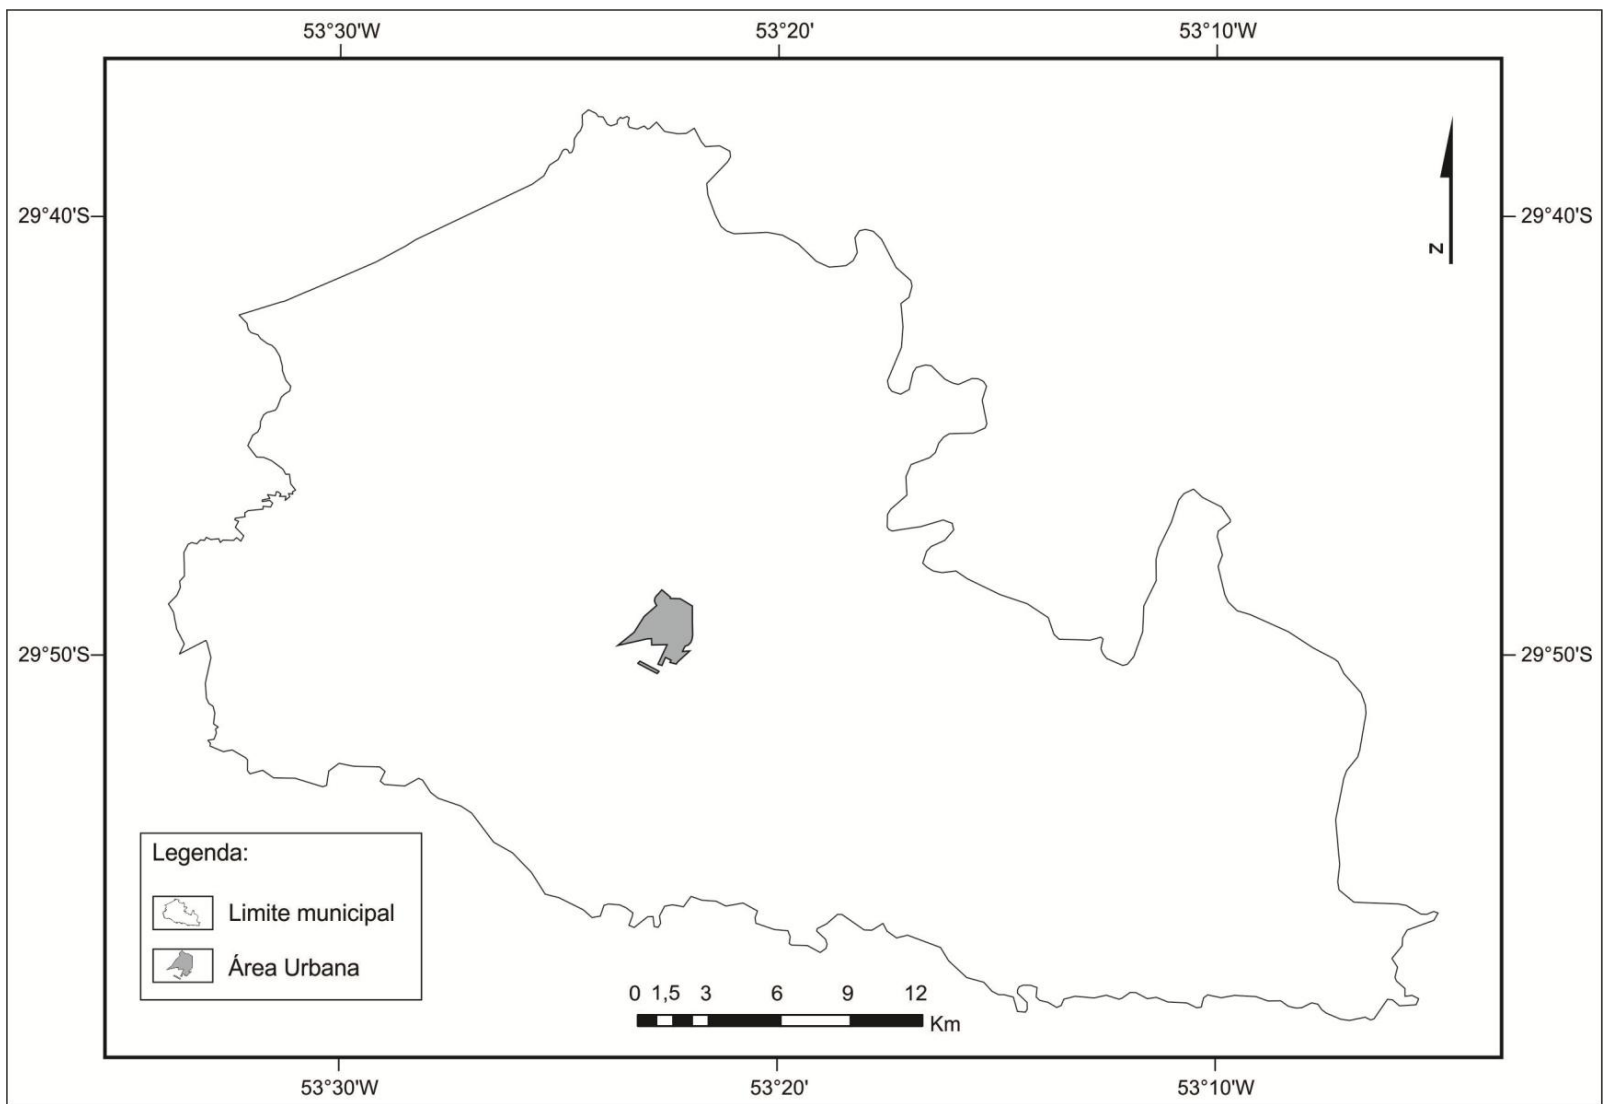 53°30'W 53°20' 53°10'W
29°40'S 29°40'S
N
29°50'S 29°50'S
Legenda:
Limite municipal
Área Urbana
0 1,5 3 6 9 12
Km
53°30'W 53°20' 53°10'W